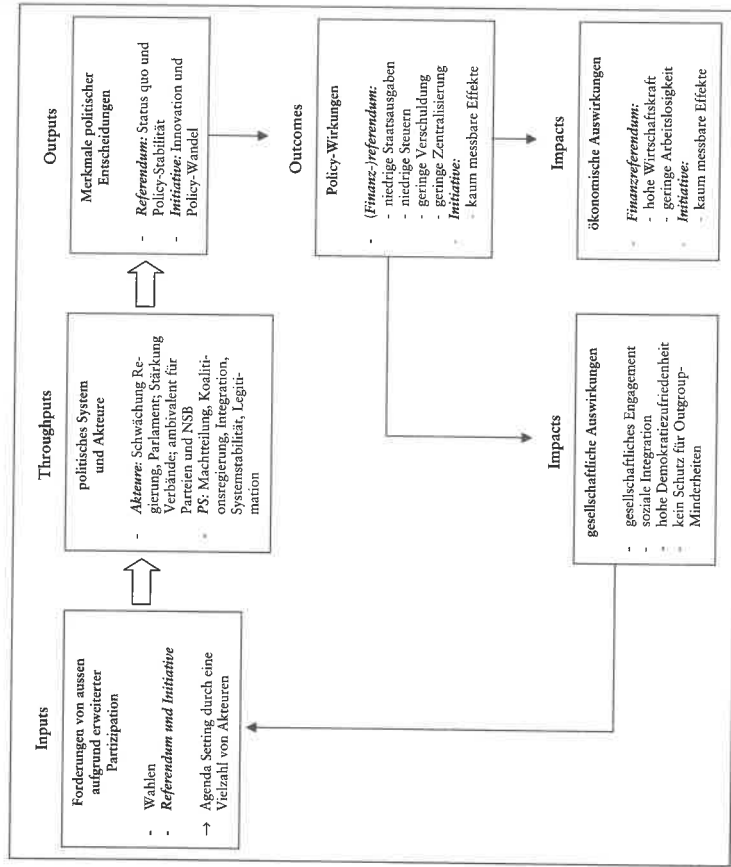 Inputs
Forderungen von aussen
aufgrund erweiterter
Partizipation
- Wahlen
- Referendum und Initiative
→ Agenda Setting durch eine
Vielzahl von Akteuren
Throughputs
politisches System
und Akteure
- Akteure: Schwächung Re-
gierung, Parlament; Stärkung
Verbände; ambivalent für
Parteien und NSB
- PS: Machtteilung, Koaliti-
onsregierung, Integration,
Systemstabilität, Legiti-
mation
Outputs
Merkmale politischer
Entscheidungen
- Referendum: Status quo und
Policy-Stabilität
- Initiative: Innovation und
Policy-Wandel
Outcomes
Policy-Wirkungen
- (Finanz-)referendum:
- niedrige Staatsausgaben
- niedrige Steuern
- geringe Verschuldung
- geringe Zentralisierung
- Initiative:
- kaum messbare Effekte
Impacts
gesellschaftliche Auswirkungen
- gesellschaftliches Engagement
- soziale Integration
- hohe Demokratiezufriedenheit
- kein Schutz für Outgroup-
Minderheiten
Impacts
ökonomische Auswirkungen
- Finanzreferendum:
- hohe Wirtschaftskraft
- geringe Arbeitslosigkeit
- Initiative:
- kaum messbare Effekte